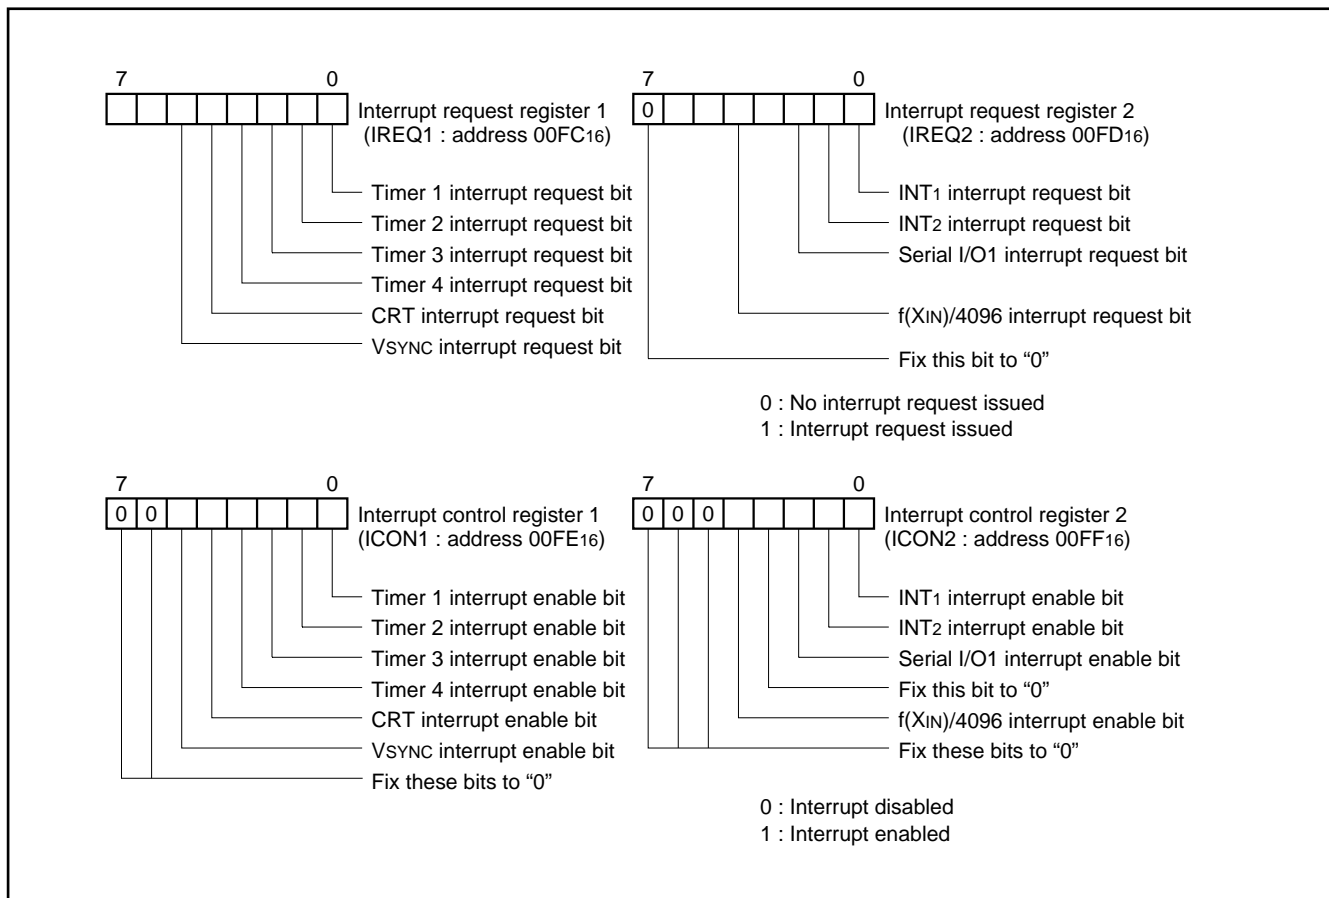 7 0
Interrupt request register 1
(IREQ1 : address 00FC16)
Timer 1 interrupt request bit
Timer 2 interrupt request bit
Timer 3 interrupt request bit
Timer 4 interrupt request bit
CRT interrupt request bit
VSYNC interrupt request bit
7 0
0 Interrupt request register 2
(IREQ2 : address 00FD16)
INT1 interrupt request bit
INT2 interrupt request bit
Serial I/O1 interrupt request bit
f(XIN)/4096 interrupt request bit
Fix this bit to “0”
0 : No interrupt request issued
1 : Interrupt request issued
7 0
0 0 Interrupt control register 1
(ICON1 : address 00FE16)
Timer 1 interrupt enable bit
Timer 2 interrupt enable bit
Timer 3 interrupt enable bit
Timer 4 interrupt enable bit
CRT interrupt enable bit
VSYNC interrupt enable bit
Fix these bits to “0”
7 0
0 0 0 Interrupt control register 2
(ICON2 : address 00FF16)
INT1 interrupt enable bit
INT2 interrupt enable bit
Serial I/O1 interrupt enable bit
Fix this bit to “0”
f(XIN)/4096 interrupt enable bit
Fix these bits to “0”
0 : Interrupt disabled
1 : Interrupt enabled